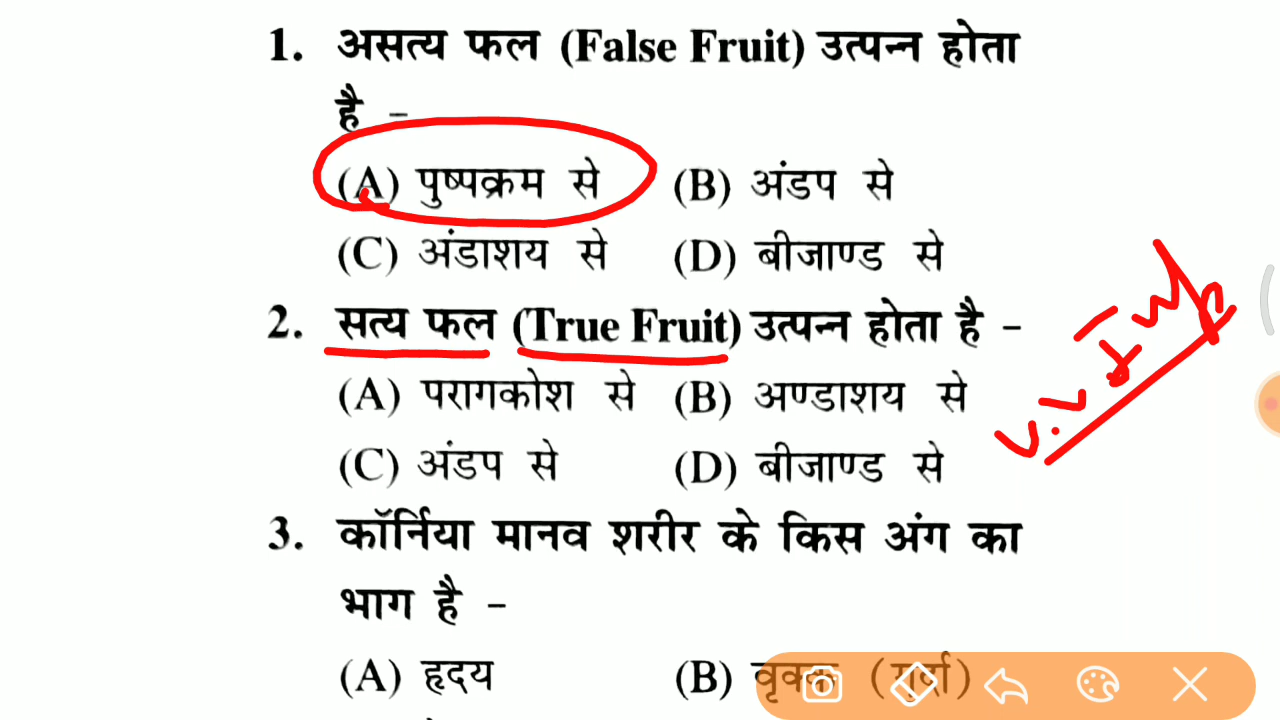 1. असत्य फल (False Fruit) उत्पन्न होता
है -
(A) पुष्पक्रम से (B) अंडप से
(C) अंडाशय से (D) बीजाण्ड से
2. सत्य फल (True Fruit) उत्पन्न होता है -
(A) परागकोश से (B) अण्डाशय से
(C) अंडप से (D) बीजाण्ड से
V.V Imp
3. कॉर्निया मानव शरीर के किस अंग का
भाग है -
(A) हृदय (B) वृक्क (गुर्दा)